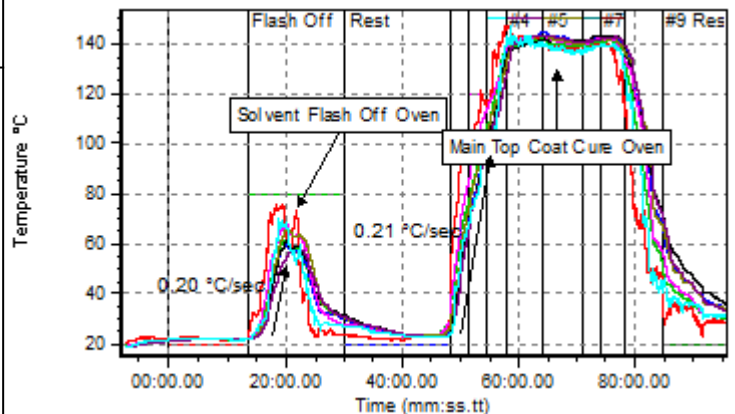 Flash Off Rest #4 #5 #7 #9 Res
140
120
Solvent Flash Off Oven
100
Main Top Coat Cure Oven
80
0.21 °C/sec
60
0.20 °C/sec
40
20
Temperature °C
00:00.00 20:00.00 40:00.00 60:00.00 80:00.00
Time (mm:ss.tt)